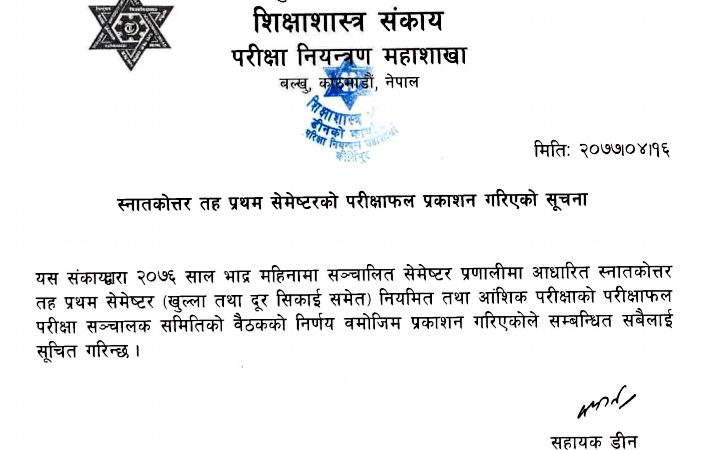 शिक्षाशास्त्र संकाय
परीक्षा नियन्त्रण महाशाखा
बल्खु, काठमाडौं, नेपाल
शिक्षाशास्त्र
डीनको कार्या
परिक्षा नियन्त्रण महाशाखा
कीर्तिपुर
मितिः २०७७।०४।१६
स्नातकोत्तर तह प्रथम सेमेष्टरको परीक्षाफल प्रकाशन गरिएको सूचना
यस संकायद्वारा २०७६ साल भाद्र महिनामा सञ्चालित सेमेष्टर प्रणालीमा आधारित स्नातकोत्तर
तह प्रथम सेमेष्टर (खुल्ला तथा दूर सिकाई समेत) नियमित तथा आंशिक परीक्षाको परीक्षाफल
परीक्षा सञ्चालक समितिको बैठकको निर्णय वमोजिम प्रकाशन गरिएकोले सम्बन्धित सबैलाई
सूचित गरिन्छ ।
सहायक डीन